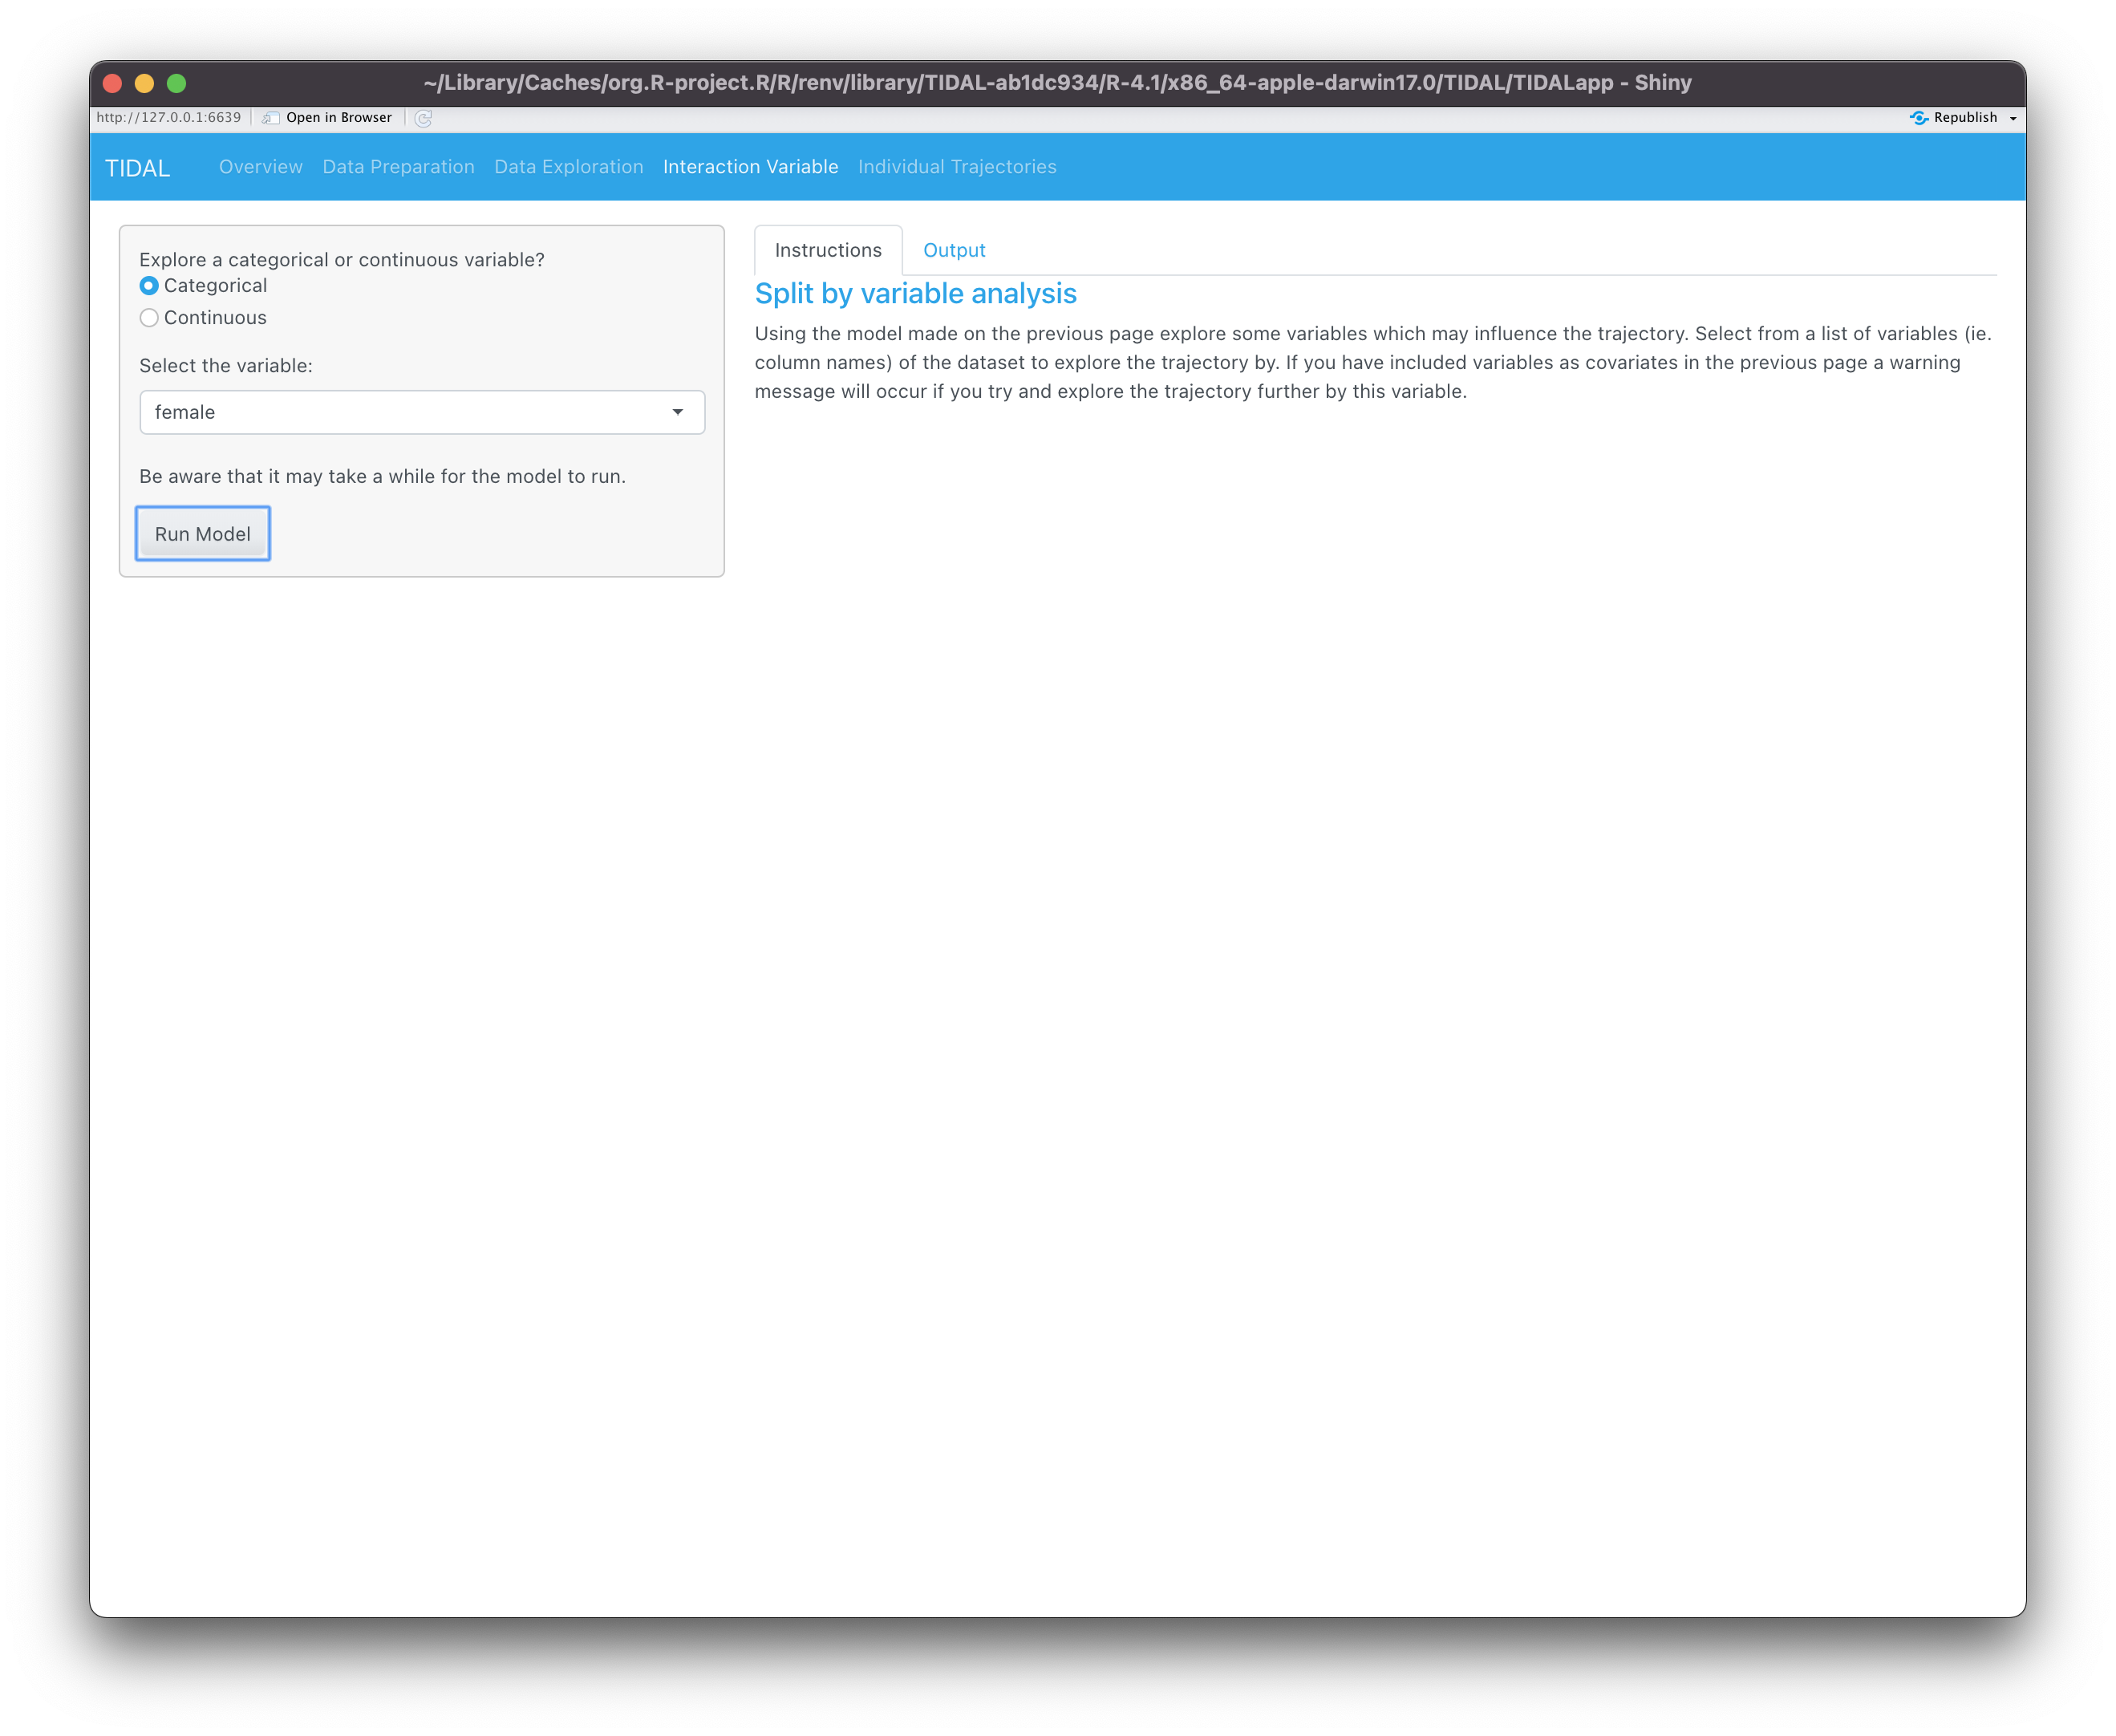 ~/Library/Caches/org.R-project.R/R/renv/library/TIDAL-ab1dc934/R-4.1/x86_64-apple-darwin17.0/TIDAL/TIDALapp - Shiny
http://127.0.0.1:6639 Open in Browser Republish
TIDAL Overview Data Preparation Data Exploration Interaction Variable Individual Trajectories
Explore a categorical or continuous variable?
Categorical
Continuous
Select the variable:
female
Be aware that it may take a while for the model to run.
Run Model
Instructions Output
Split by variable analysis
Using the model made on the previous page explore some variables which may influence the trajectory. Select from a list of variables (ie.
column names) of the dataset to explore the trajectory by. If you have included variables as covariates in the previous page a warning
message will occur if you try and explore the trajectory further by this variable.